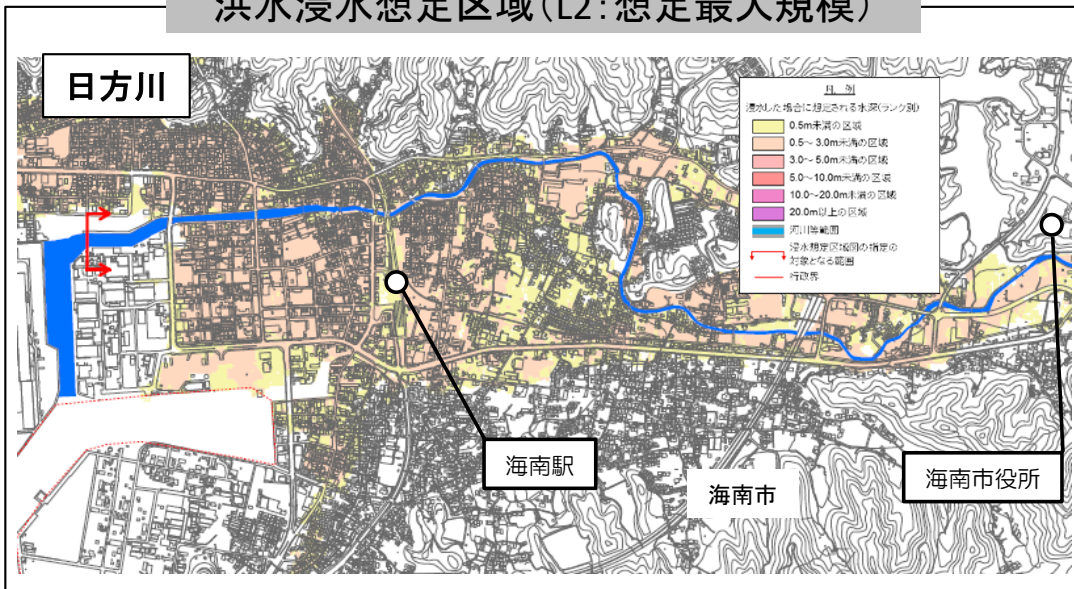 洪水浸水想定区域(L2:想定最大規模)
日方川
凡 例
浸水した場合に想定される水深(ランク別)
0.5m未満の区域
0.5～3.0m未満の区域
3.0～5.0m未満の区域
5.0～10.0m未満の区域
10.0～20.0m未満の区域
20.0m以上の区域
河川等範囲
浸水想定区域図の指定の
対象となる範囲
行政界
海南駅
海南市
海南市役所